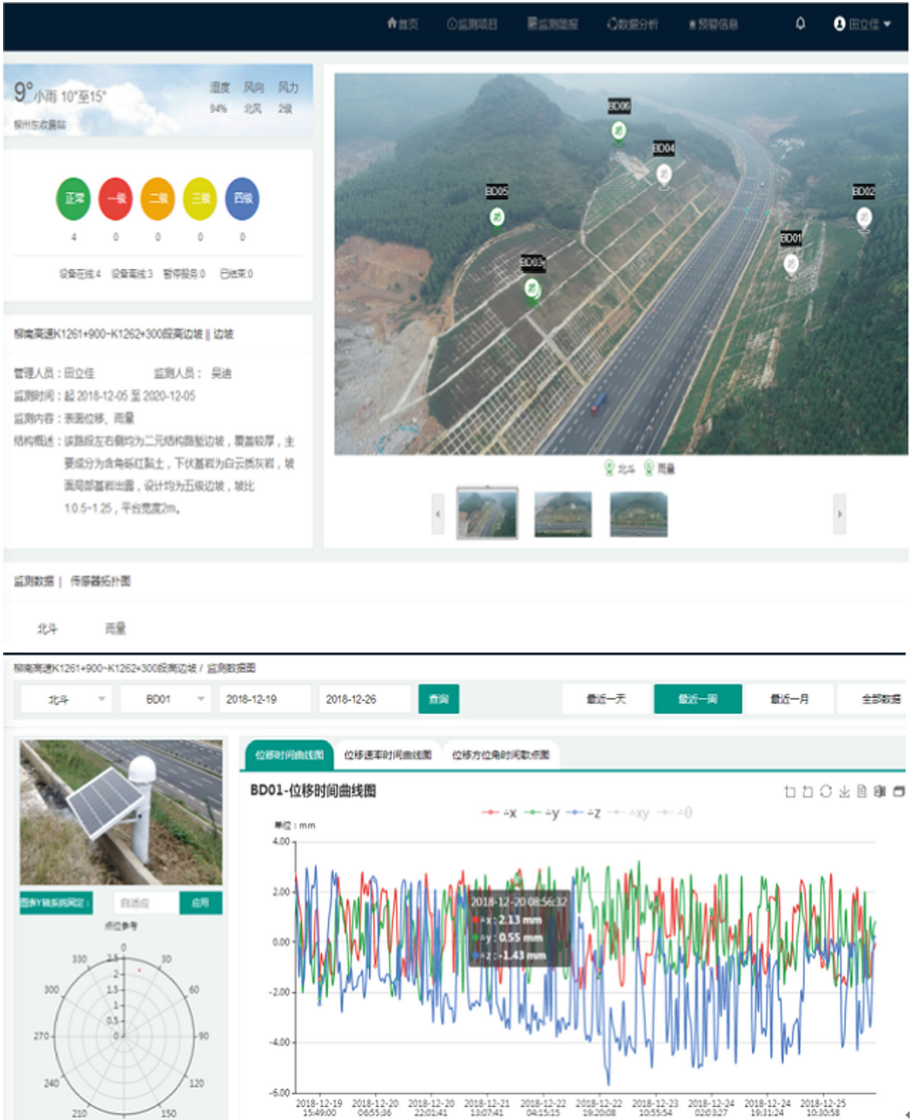 首页 监测项目 监测简报 数据分析 预警信息 田立佳
9° 小雨 10°至15°
湿度 风向 风力
94% 北风 2级
柳州东收费站
正常 一级 二级 三级 四级
4 0 0 0 0
设备在线:4 设备离线:3 暂停服务:0 已结束:0
柳南高速K1261+900~K1262+300段高边坡 || 边坡
管理人员：田立佳 监测人员： 吴迪
监测时间：起 2018-12-05 至 2020-12-05
监测内容：表面位移、雨量
结构概述：该路段左右侧均为二元结构路堑边坡，覆盖较厚，主
要成分为含角砾红黏土，下伏基岩为白云质灰岩，坡
面局部基岩出露，设计均为五级边坡，坡比
1:0.5~1.25，平台宽度2m。
BD06
BD04
BD05
BD02
BD01
BD03
北斗 雨量
监测数据 | 传感器拓扑图
北斗 雨量
柳南高速K1261+900~K1262+300段高边坡 / 监测数据图
北斗 BD01 2018-12-19 2018-12-26 查询 最近一天 最近一周 最近一月 全部数据
位移时间曲线图 位移速率时间曲线图 位移方位角时间散点图
BD01-位移时间曲线图
△x △y △z △xy △θ
单位：mm
4.00
2.00
0.00
-2.00
-4.00
-6.00
2018-12-20 08:56:32
△x : 2.13 mm
△y : 0.55 mm
△z : -1.43 mm
2018-12-19 2018-12-20 2018-12-20 2018-12-21 2018-12-22 2018-12-22 2018-12-23 2018-12-24 2018-12-24 2018-12-25
15:49:00 06:55:36 22:01:41 13:07:41 04:15:15 19:20:08 10:55:54 02:03:27 19:31:24 10:30:58
图表Y轴系统固定： 自适应 应用
点位参考
0
330 30
300 60
270 90
240 120
210 150
2.5
2
1.5
1
0.5
0